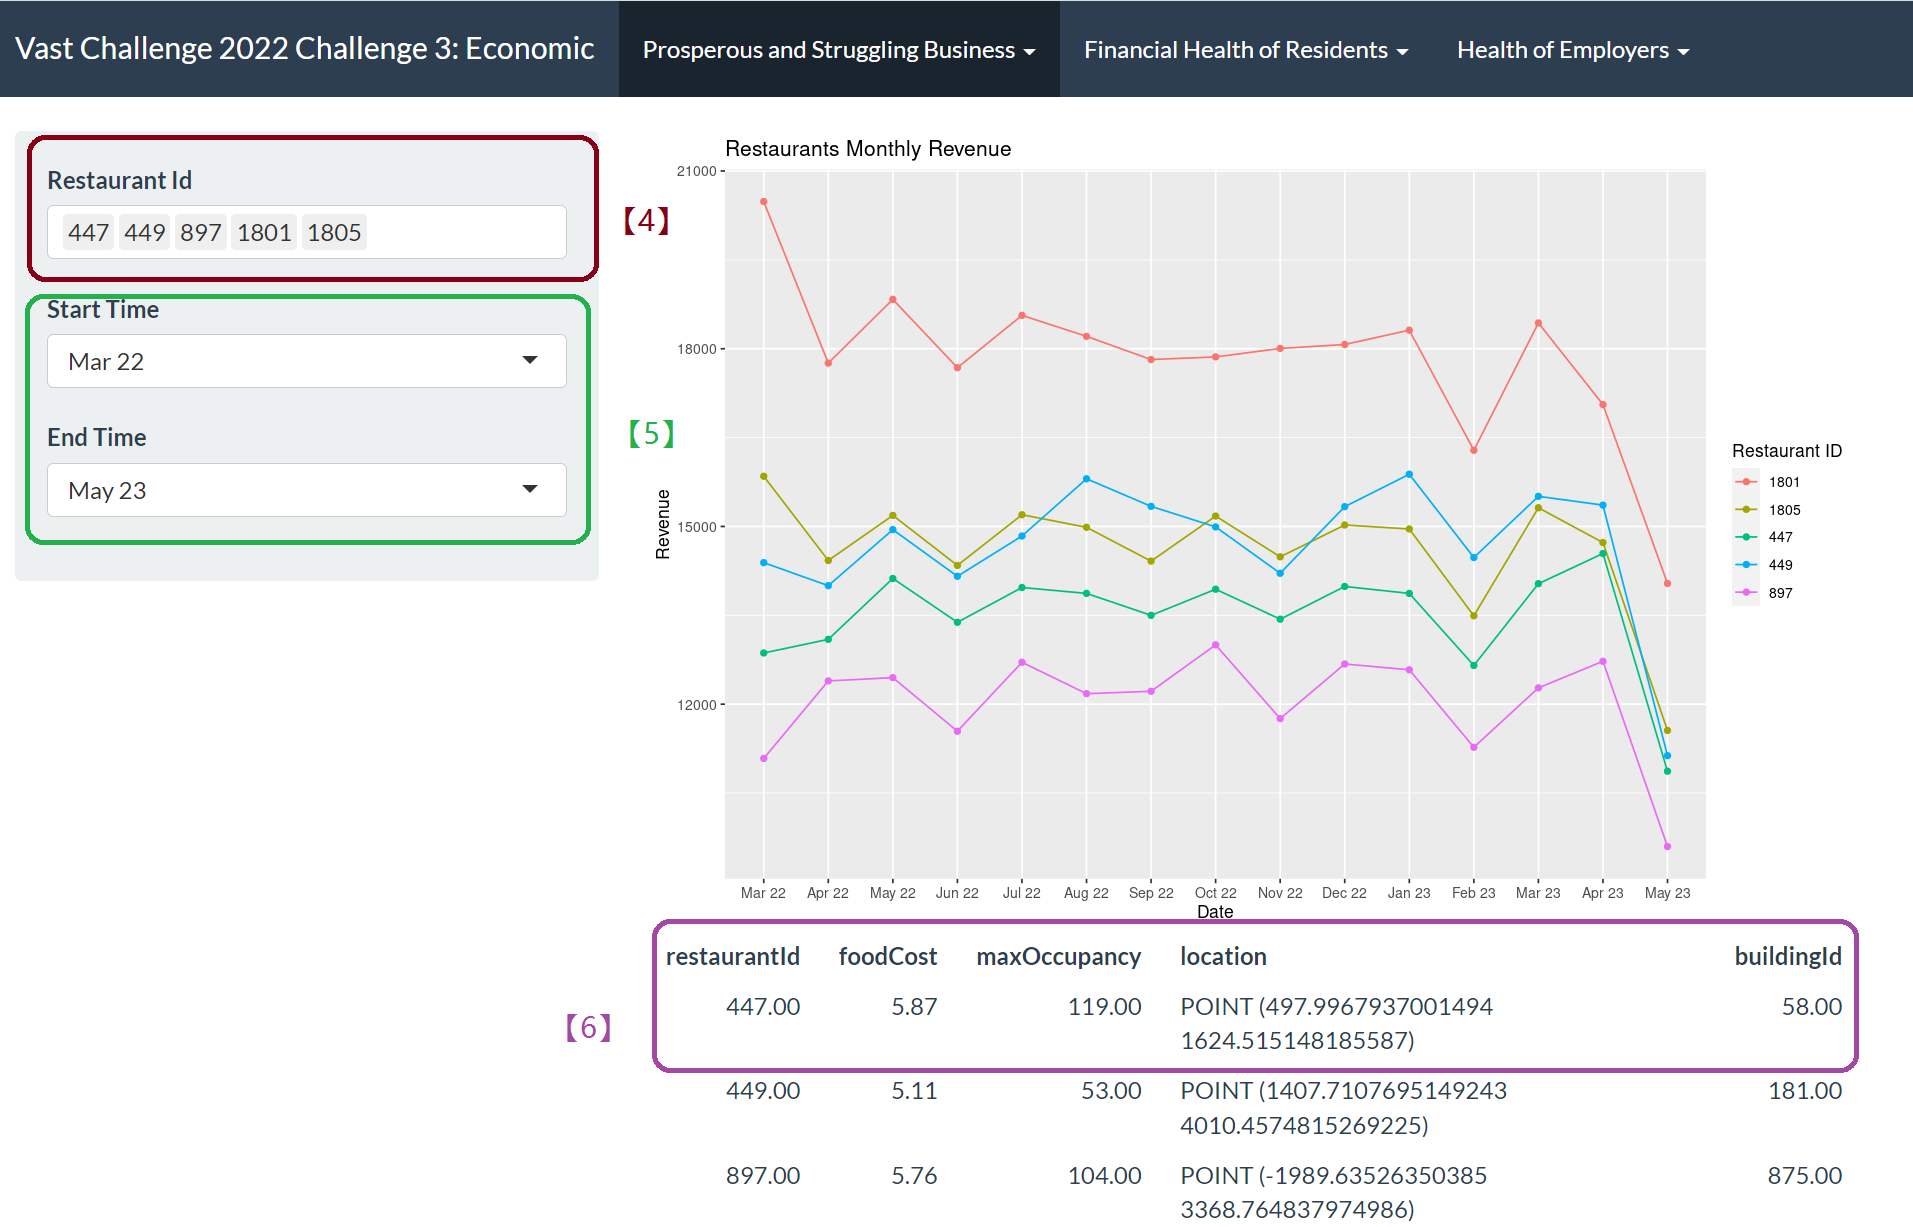 Vast Challenge 2022 Challenge 3: Economic Prosperous and Struggling Business Financial Health of Residents Health of Employers
Restaurant Id
447 449 897 1801 1805
【4】
Start Time
Mar 22
End Time
May 23
【5】
Restaurants Monthly Revenue
21000
18000
15000
12000
Revenue
Mar 22 Apr 22 May 22 Jun 22 Jul 22 Aug 22 Sep 22 Oct 22 Nov 22 Dec 22 Jan 23 Feb 23 Mar 23 Apr 23 May 23
Date
Restaurant ID
1801
1805
447
449
897
【6】
restaurantId foodCost maxOccupancy location buildingId
447.00 5.87 119.00 POINT (497.9967937001494 58.00
1624.515148185587)
449.00 5.11 53.00 POINT (1407.7107695149243 181.00
4010.4574815269225)
897.00 5.76 104.00 POINT (-1989.63526350385 875.00
3368.764837974986)